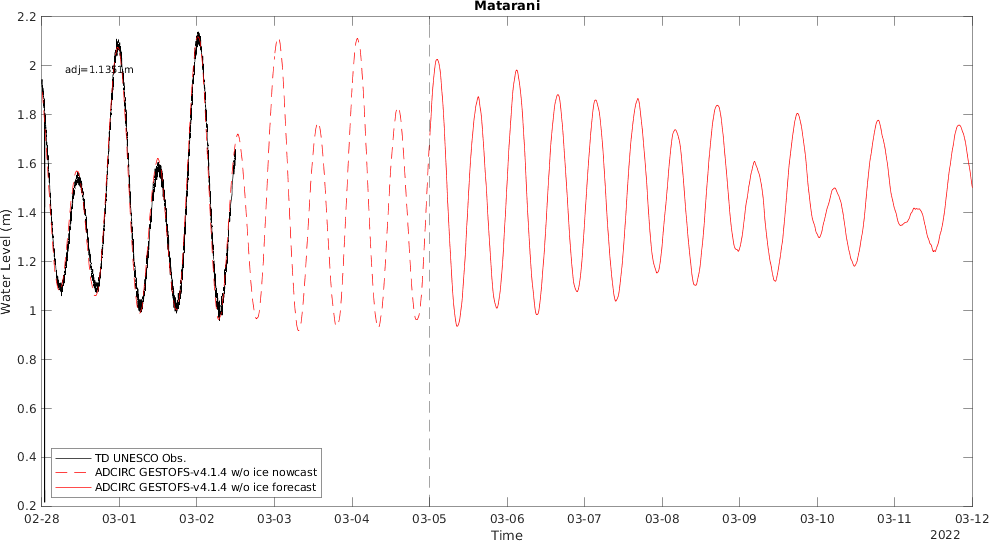 Matarani
2.2
2
1.8
1.6
1.4
1.2
1
0.8
0.6
0.4
0.2
Water Level (m)
adj=1.1351m
TD UNESCO Obs.
ADCIRC GESTOFS-v4.1.4 w/o ice nowcast
ADCIRC GESTOFS-v4.1.4 w/o ice forecast
02-28 03-01 03-02 03-03 03-04 03-05 03-06 03-07 03-08 03-09 03-10 03-11 03-12
Time
2022